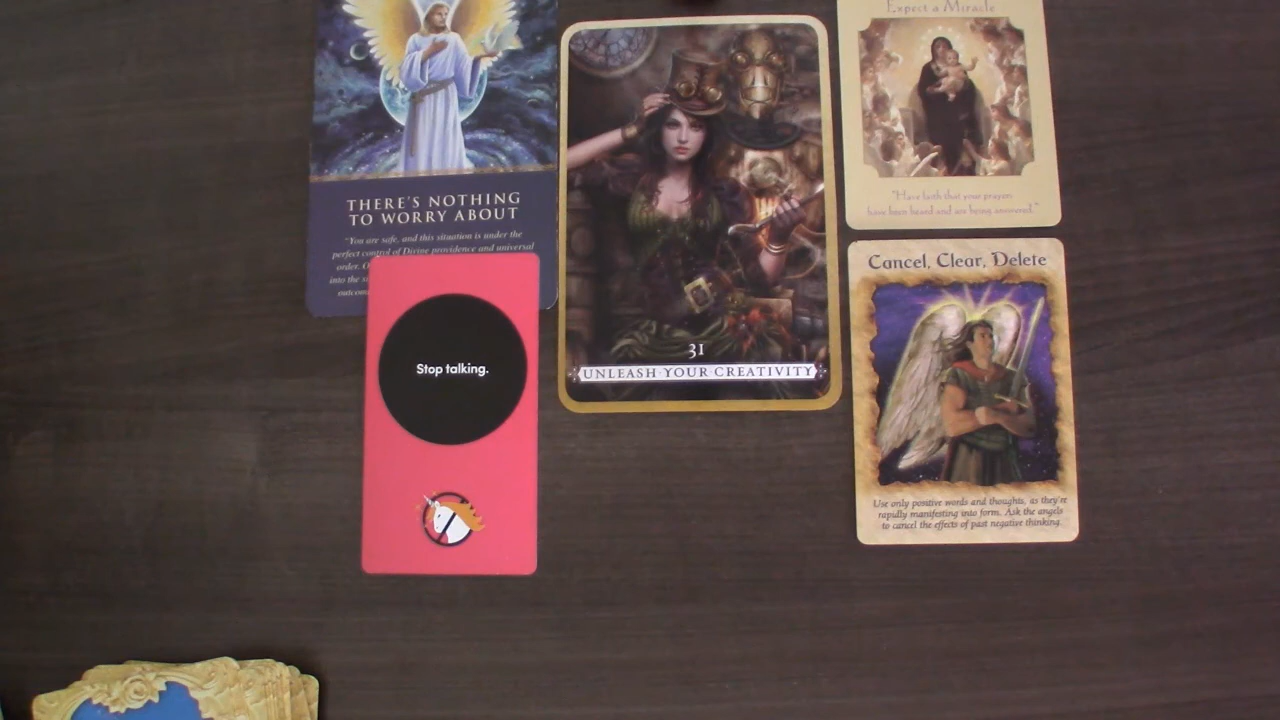 THERE'S NOTHING
TO WORRY ABOUT
"You are safe, and this situation is under the
perfect control of Divine providence and universal
order. O
into the s
outcom
Stop talking.
31
UNLEASH YOUR CREATIVITY
Expect a Miracle
"Have faith that your prayers
have been heard and are being answered."
Cancel, Clear, Delete
Use only positive words and thoughts, as they're
rapidly manifesting into form. Ask the angels
to cancel the effects of past negative thinking.